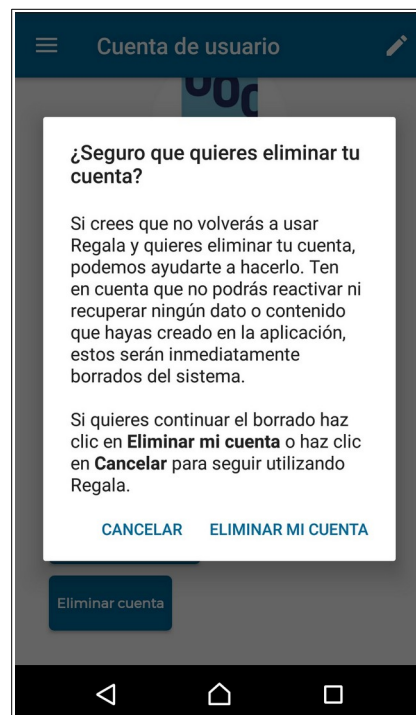 Cuenta de usuario
¿Seguro que quieres eliminar tu
cuenta?
Si crees que no volverás a usar
Regala y quieres eliminar tu cuenta,
podemos ayudarte a hacerlo. Ten
en cuenta que no podrás reactivar ni
recuperar ningún dato o contenido
que hayas creado en la aplicación,
estos serán inmediatamente
borrados del sistema.
Si quieres continuar el borrado haz
clic en Eliminar mi cuenta o haz clic
en Cancelar para seguir utilizando
Regala.
CANCELAR ELIMINAR MI CUENTA
Eliminar cuenta